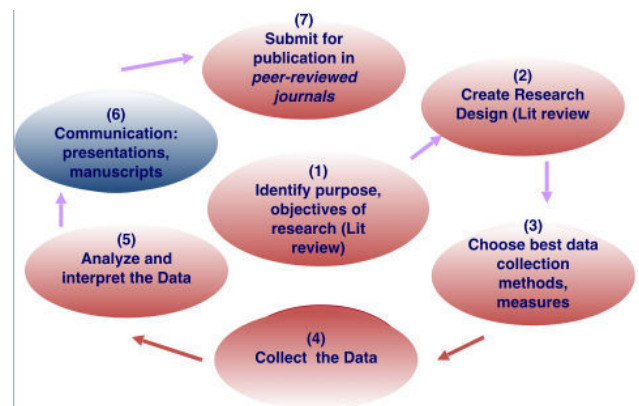 (1)
Identify purpose,
objectives of
research (Lit
review)
(2)
Create Research
Design (Lit review
(3)
Choose best data
collection
methods,
measures
(4)
Collect the Data
(5)
Analyze and
interpret the Data
(6)
Communication:
presentations,
manuscripts
(7)
Submit for
publication in
peer-reviewed
journals